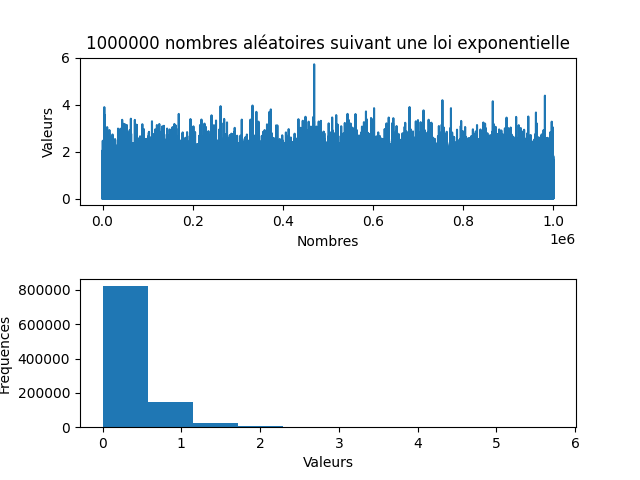 1000000 nombres aléatoires suivant une loi exponentielle
6
4
2
0
Valeurs
0.0 0.2 0.4 0.6 0.8 1.0
1e6
Nombres
800000
600000
400000
200000
0
Fréquences
0 1 2 3 4 5 6
Valeurs